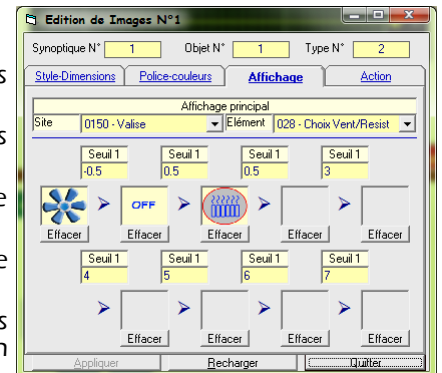 Edition de Images N°1
Synoptique N° 1 Objet N° 1 Type N° 2
Style-Dimensions Police-couleurs Affichage Action
Affichage principal
Site 0150 - Valise Elément 028 - Choix Vent/Resist
Seuil 1 Seuil 1 Seuil 1 Seuil 1
-0.5 0.5 0.5 3
OFF
Effacer Effacer Effacer Effacer Effacer
Seuil 1 Seuil 1 Seuil 1 Seuil 1
4 5 6 7
Effacer Effacer Effacer Effacer
Appliquer Recharger Quitter